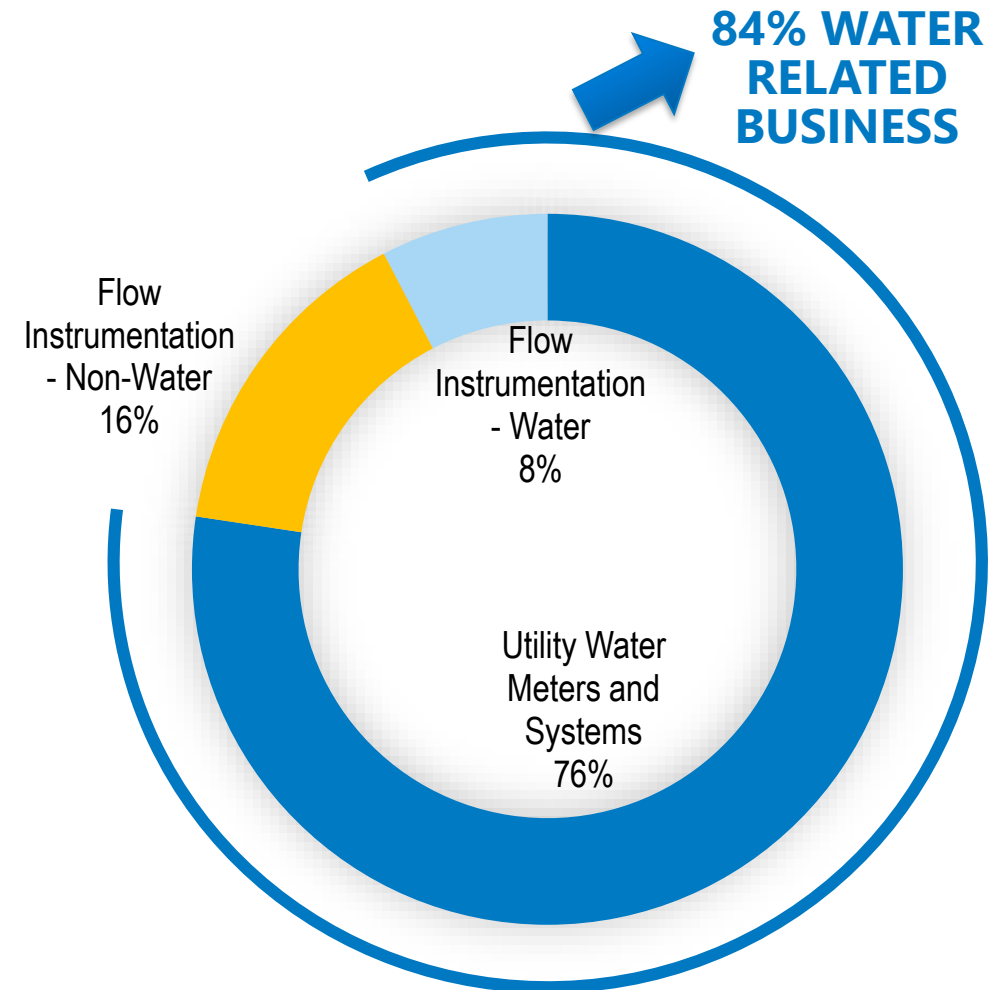 84% WATER
RELATED
BUSINESS
Flow
Instrumentation
- Non-Water
16%
Flow
Instrumentation
- Water
8%
Utility Water
Meters and
Systems
76%